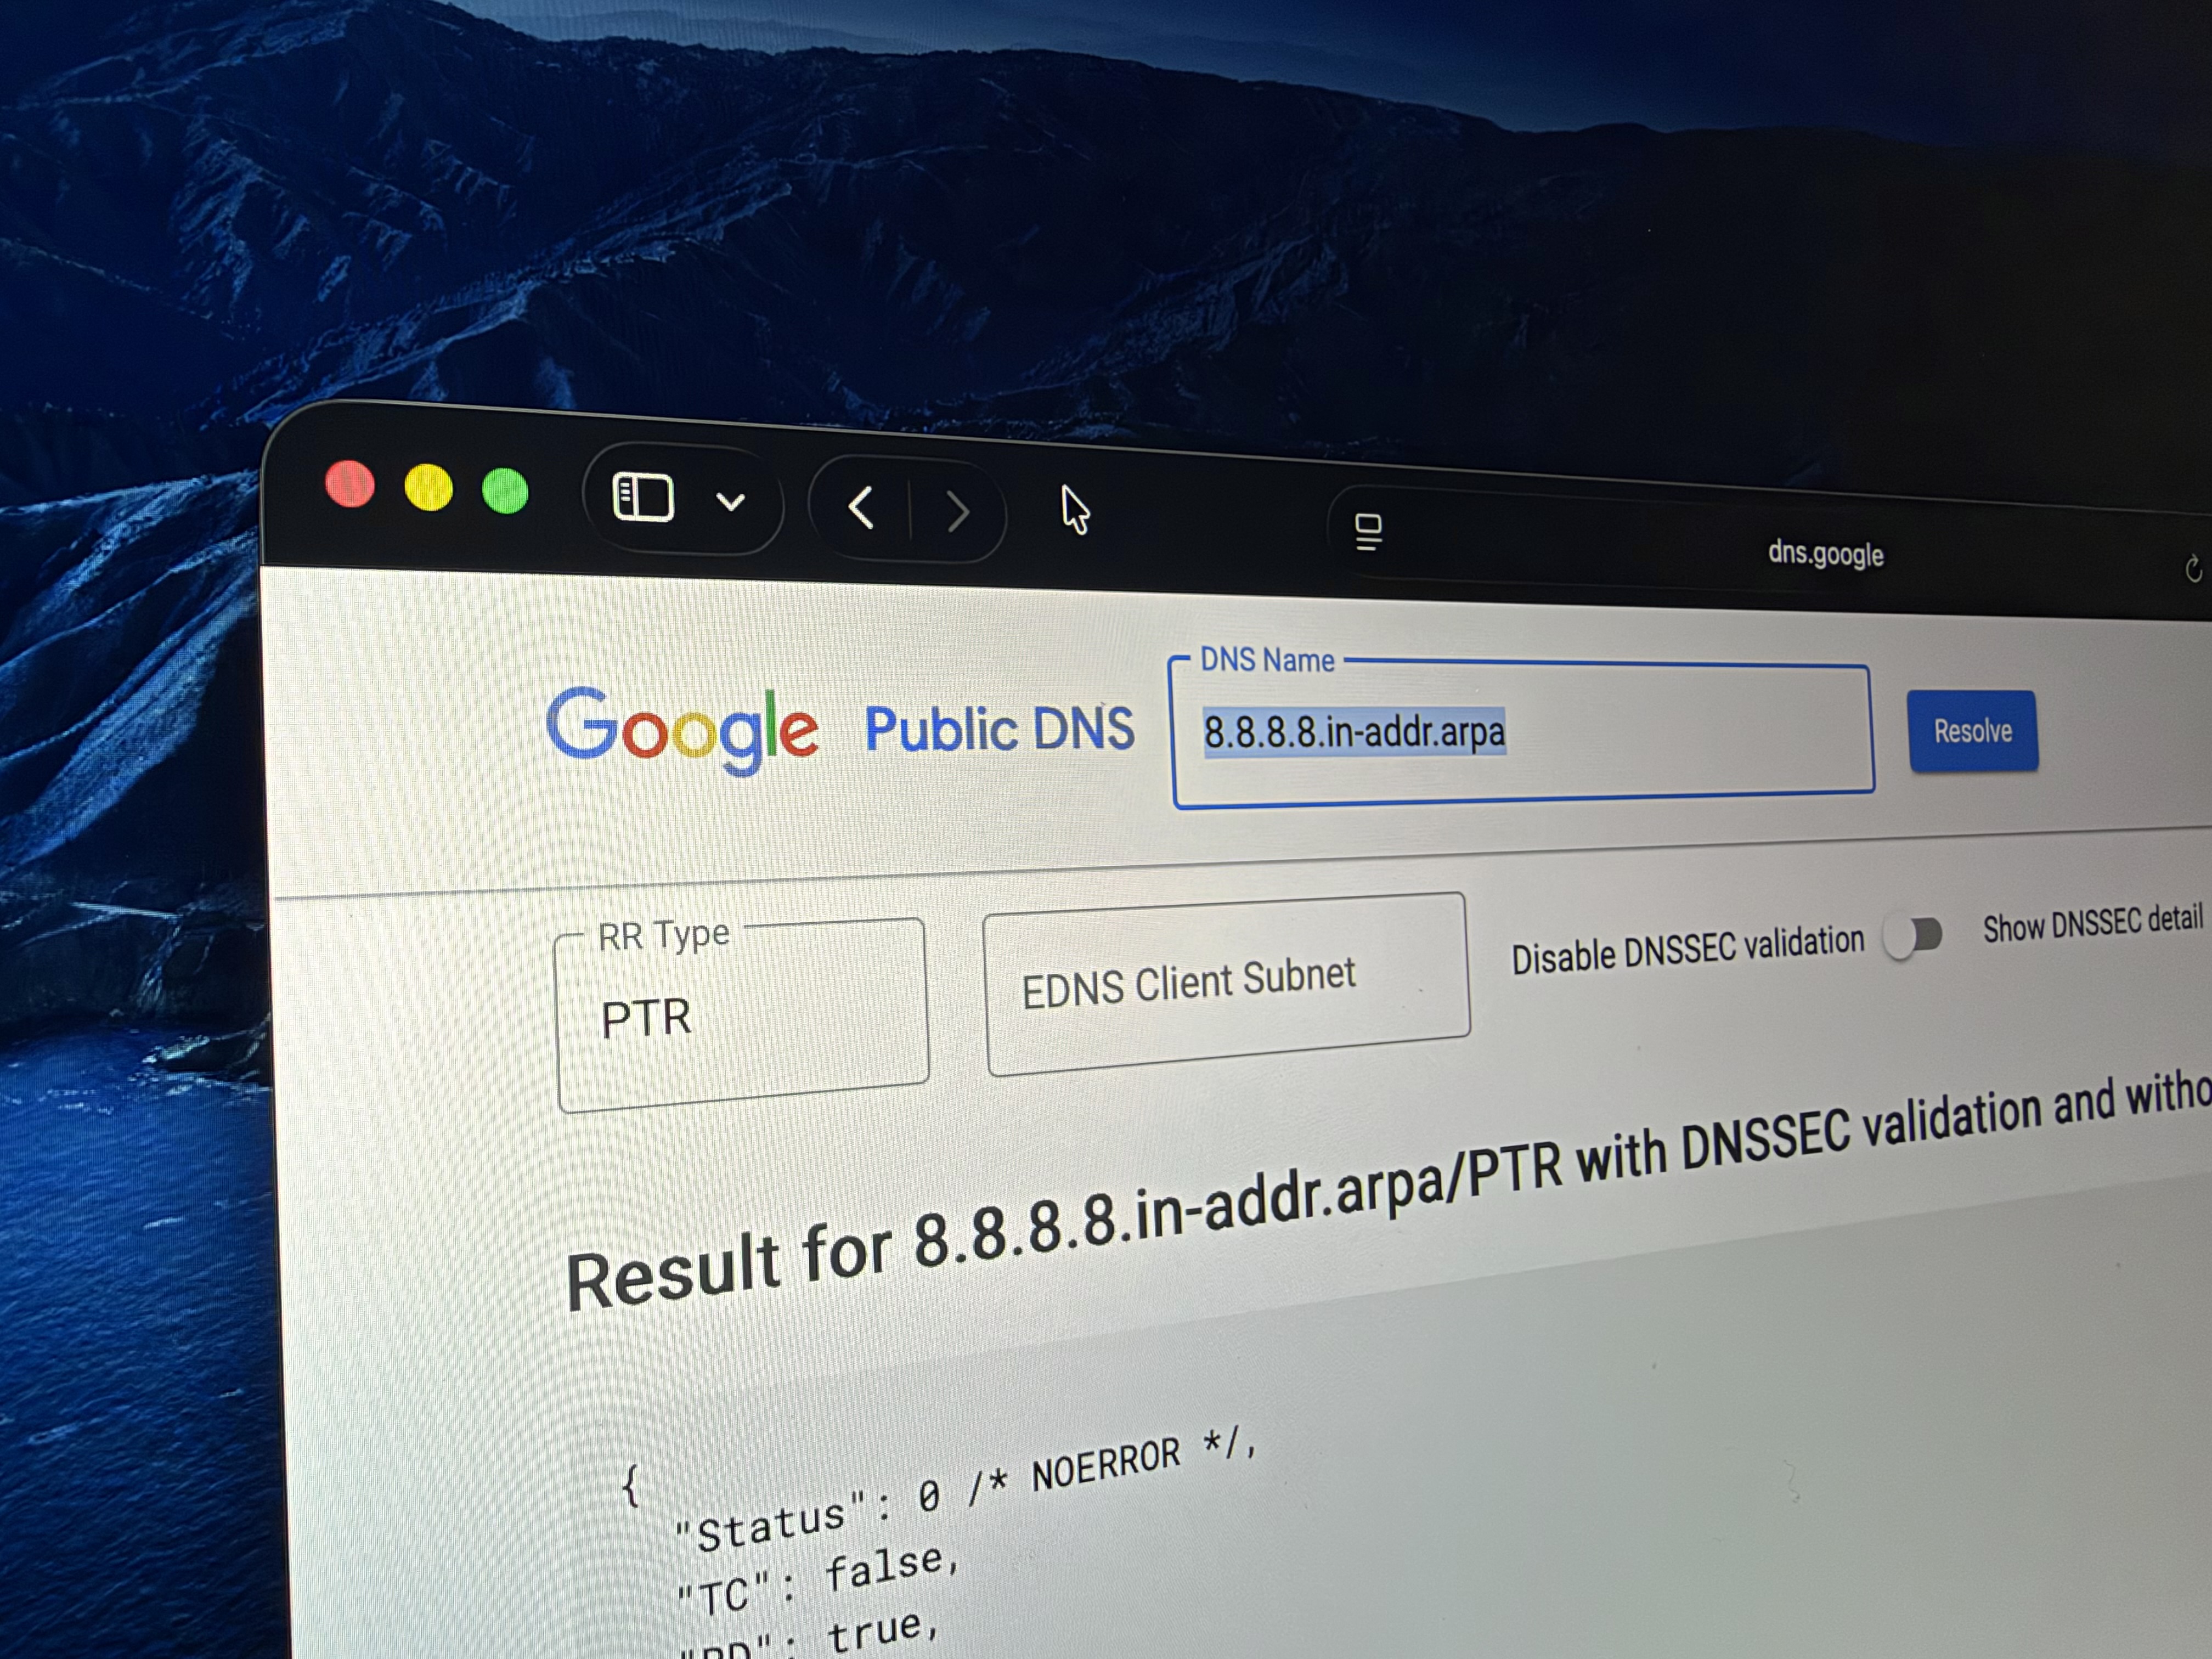 dns.google
Google Public DNS
DNS Name
8.8.8.8.in-addr.arpa
Resolve
RR Type
PTR
EDNS Client Subnet
Disable DNSSEC validation
Show DNSSEC detail
Result for 8.8.8.8.in-addr.arpa/PTR with DNSSEC validation and witho
{
"Status": 0 /* NOERROR */,
"TC": false,
"RD": true,